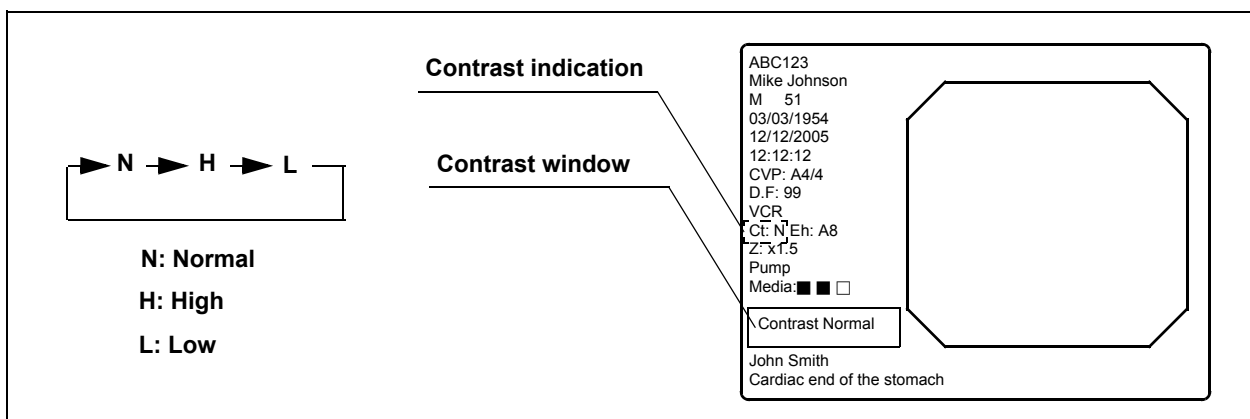 Contrast indication
Contrast window
N H L
N: Normal
H: High
L: Low
ABC123
Mike Johnson
M 51
03/03/1954
12/12/2005
12:12:12
CVP: A4/4
D.F: 99
VCR
Ct: N Eh: A8
Z: x1.5
Pump
Media:■ ■ □
Contrast Normal
John Smith
Cardiac end of the stomach